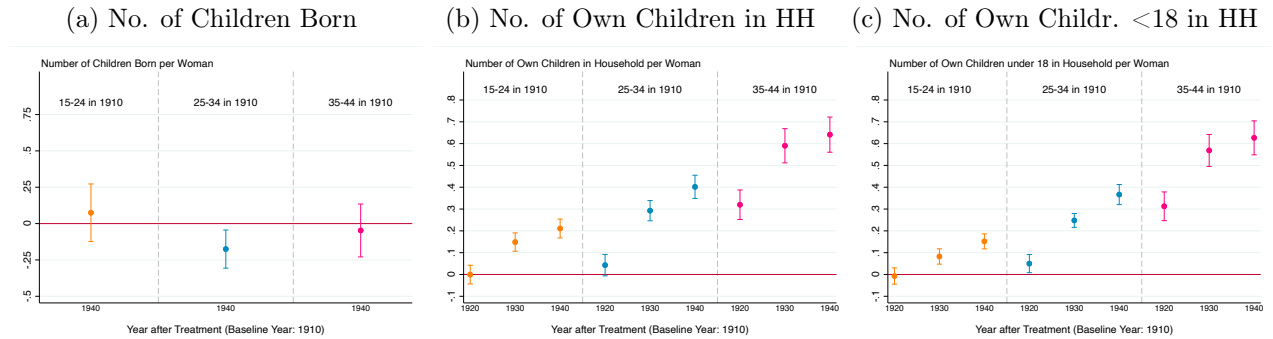 (a) No. of Children Born
Number of Children Born per Woman
15-24 in 1910 25-34 in 1910 35-44 in 1910
.75
.5
.25
0
-.25
-.5
1940 1940 1940
Year after Treatment (Baseline Year: 1910)
(b) No. of Own Children in HH
Number of Own Children in Household per Woman
15-24 in 1910 25-34 in 1910 35-44 in 1910
.8
.7
.6
.5
.4
.3
.2
.1
0
-.1
1920 1930 1940 1920 1930 1940 1920 1930 1940
Year after Treatment (Baseline Year: 1910)
(c) No. of Own Childr. <18 in HH
Number of Own Children under 18 in Household per Woman
15-24 in 1910 25-34 in 1910 35-44 in 1910
.8
.7
.6
.5
.4
.3
.2
.1
0
-.1
1920 1930 1940 1920 1930 1940 1920 1930 1940
Year after Treatment (Baseline Year: 1910)